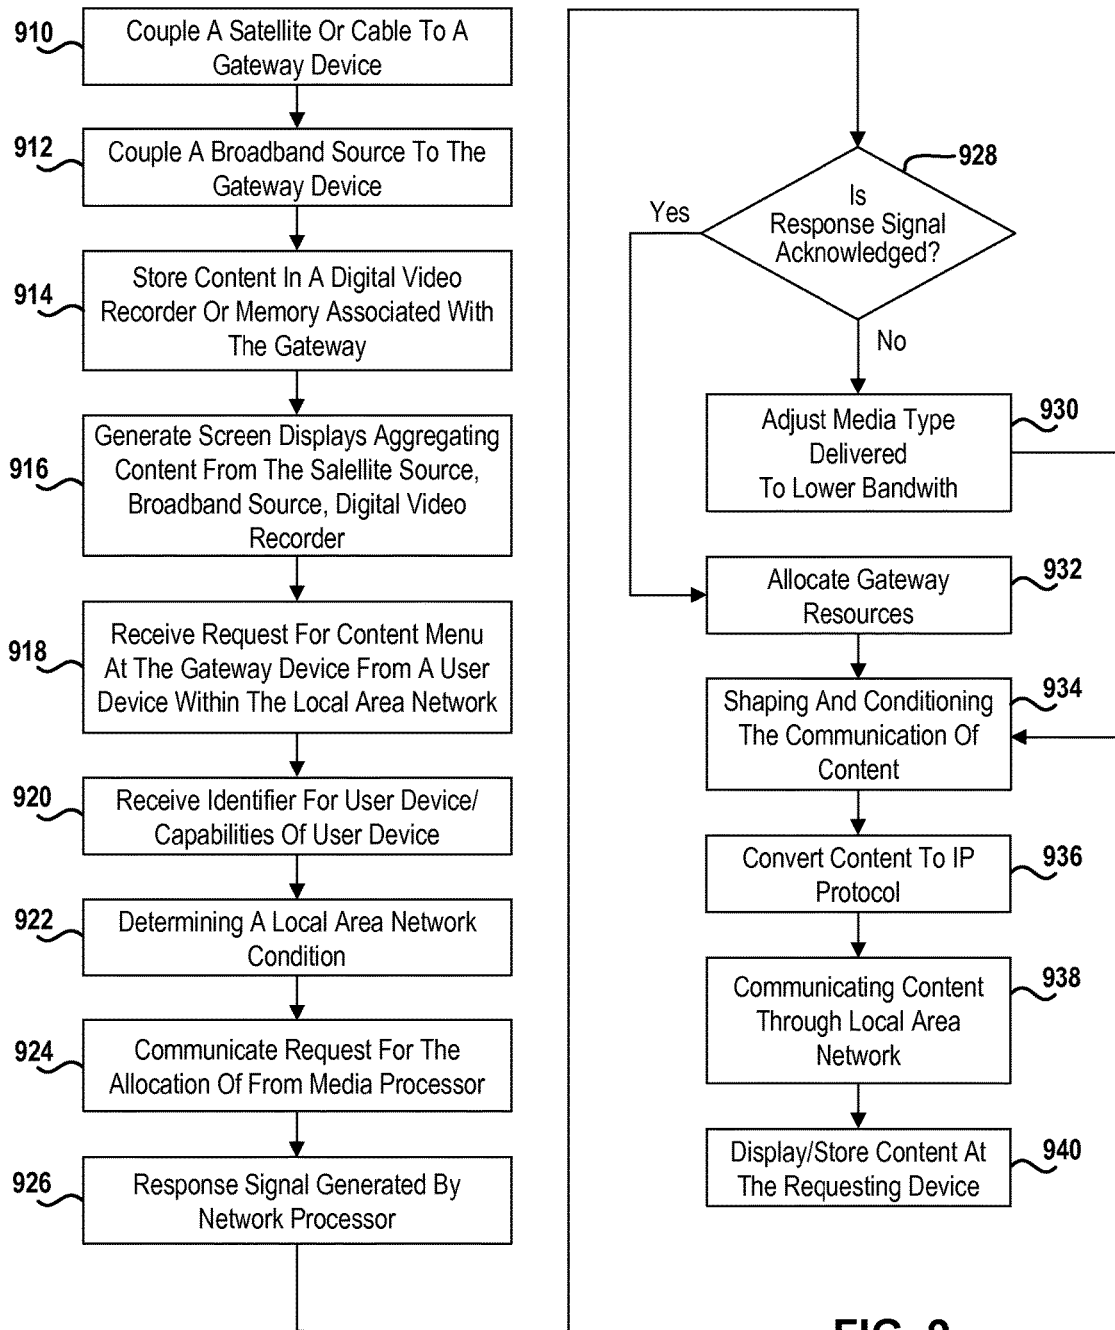 910
Couple A Satellite Or Cable To A
Gateway Device
912
Couple A Broadband Source To The
Gateway Device
914
Store Content In A Digital Video
Recorder Or Memory Associated With
The Gateway
916
Generate Screen Displays Aggregating
Content From The Salellite Source,
Broadband Source, Digital Video
Recorder
918
Receive Request For Content Menu
At The Gateway Device From A User
Device Within The Local Area Network
920
Receive Identifier For User Device/
Capabilities Of User Device
922
Determining A Local Area Network
Condition
924
Communicate Request For The
Allocation Of From Media Processor
926
Response Signal Generated By
Network Processor
928
Is
Response Signal
Acknowledged?
Yes
No
930
Adjust Media Type
Delivered
To Lower Bandwith
932
Allocate Gateway
Resources
934
Shaping And Conditioning
The Communication Of
Content
936
Convert Content To IP
Protocol
938
Communicating Content
Through Local Area
Network
940
Display/Store Content At
The Requesting Device
FIG. 9